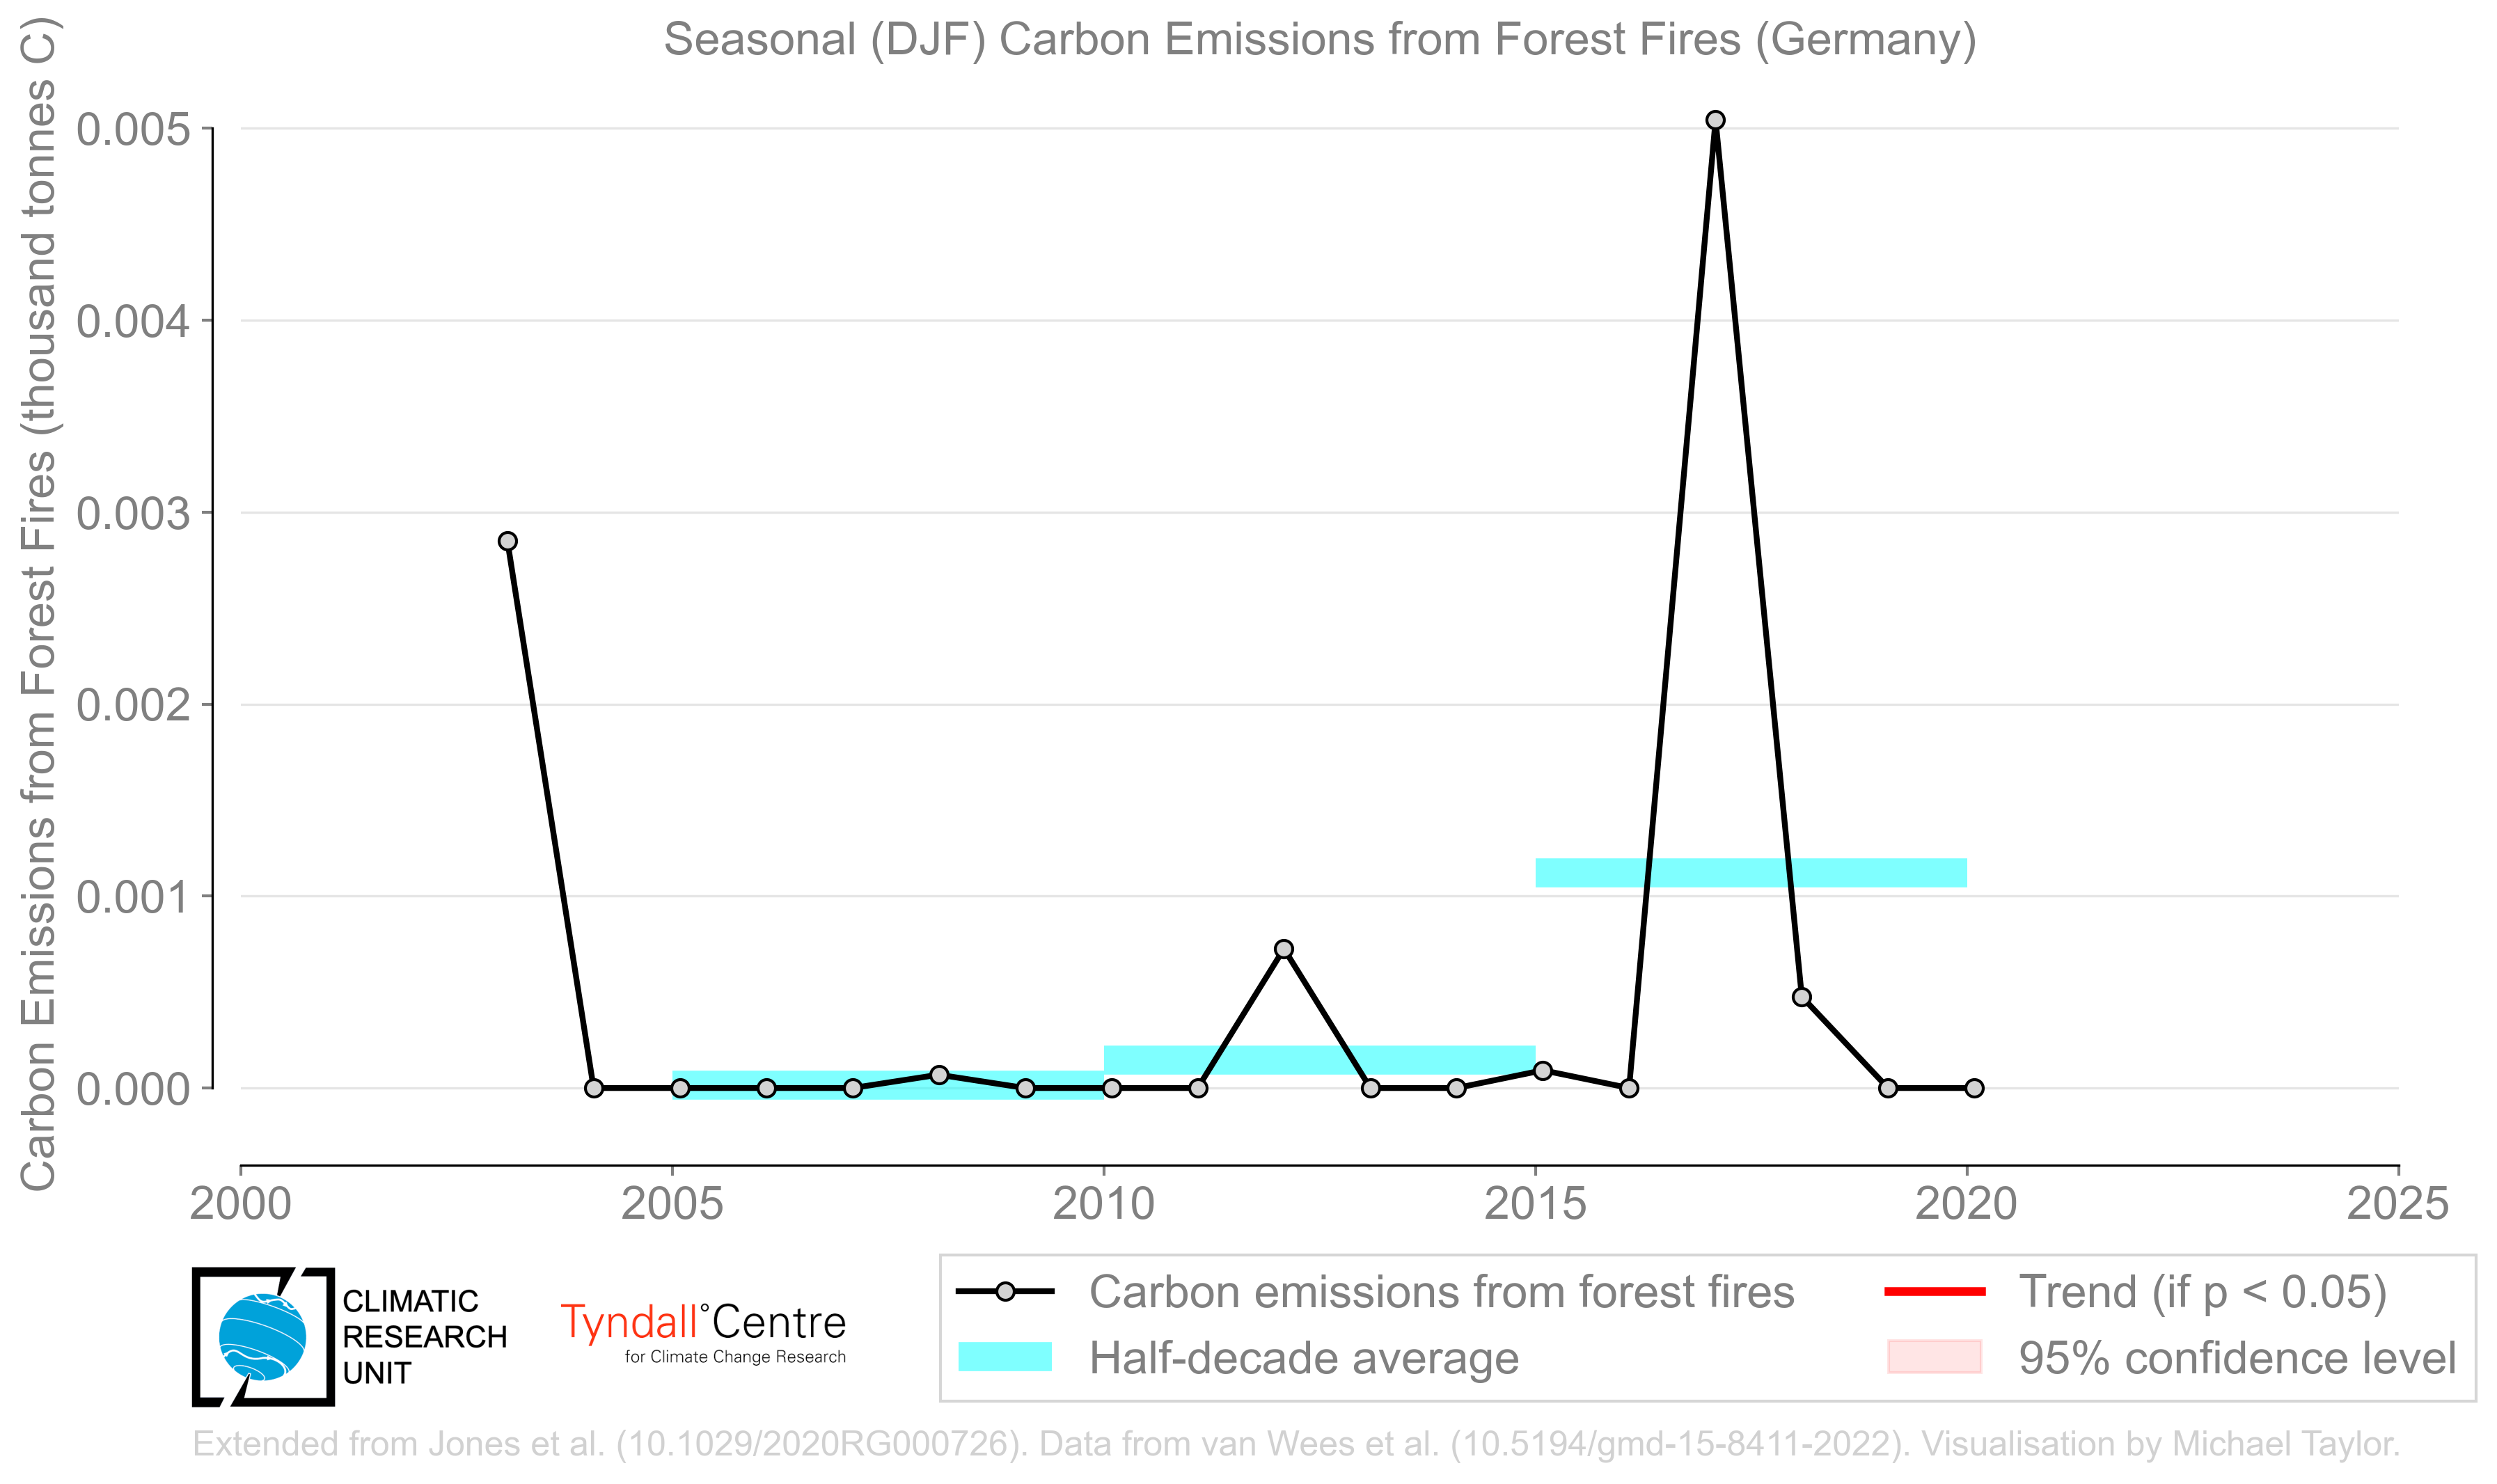 Seasonal (DJF) Carbon Emissions from Forest Fires (Germany)
Carbon Emissions from Forest Fires (thousand tonnes C)
0.005
0.004
0.003
0.002
0.001
0.000
2000 2005 2010 2015 2020 2025
CLIMATIC
RESEARCH
UNIT
Tyndall°Centre
for Climate Change Research
Carbon emissions from forest fires
Half-decade average
Trend (if p < 0.05)
95% confidence level
Extended from Jones et al. (10.1029/2020RG000726). Data from van Wees et al. (10.5194/gmd-15-8411-2022). Visualisation by Michael Taylor.